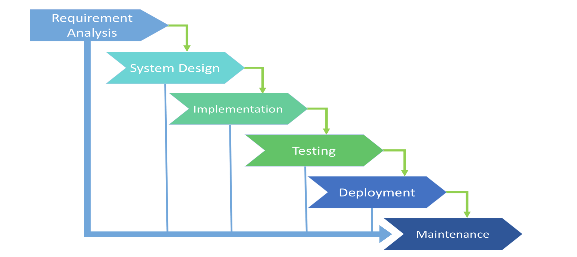 Requirement
Analysis
System Design
Implementation
Testing
Deployment
Maintenance